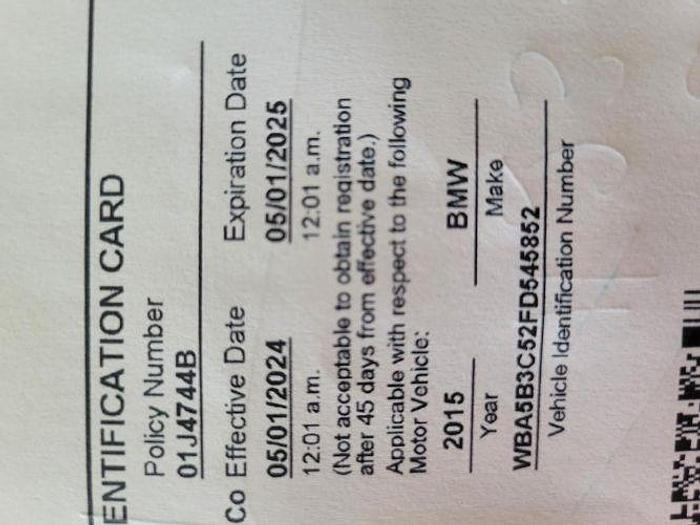 ENTIFICATION CARD
Policy Number
01J4744B
Co Effective Date Expiration Date
05/01/2024 05/01/2025
12:01 a.m. 12:01 a.m.
(Not acceptable to obtain registration
after 45 days from effective date.)
Applicable with respect to the following
Motor Vehicle:
2015 BMW
Year Make
WBA5B3C52FD545852
Vehicle Identification Number